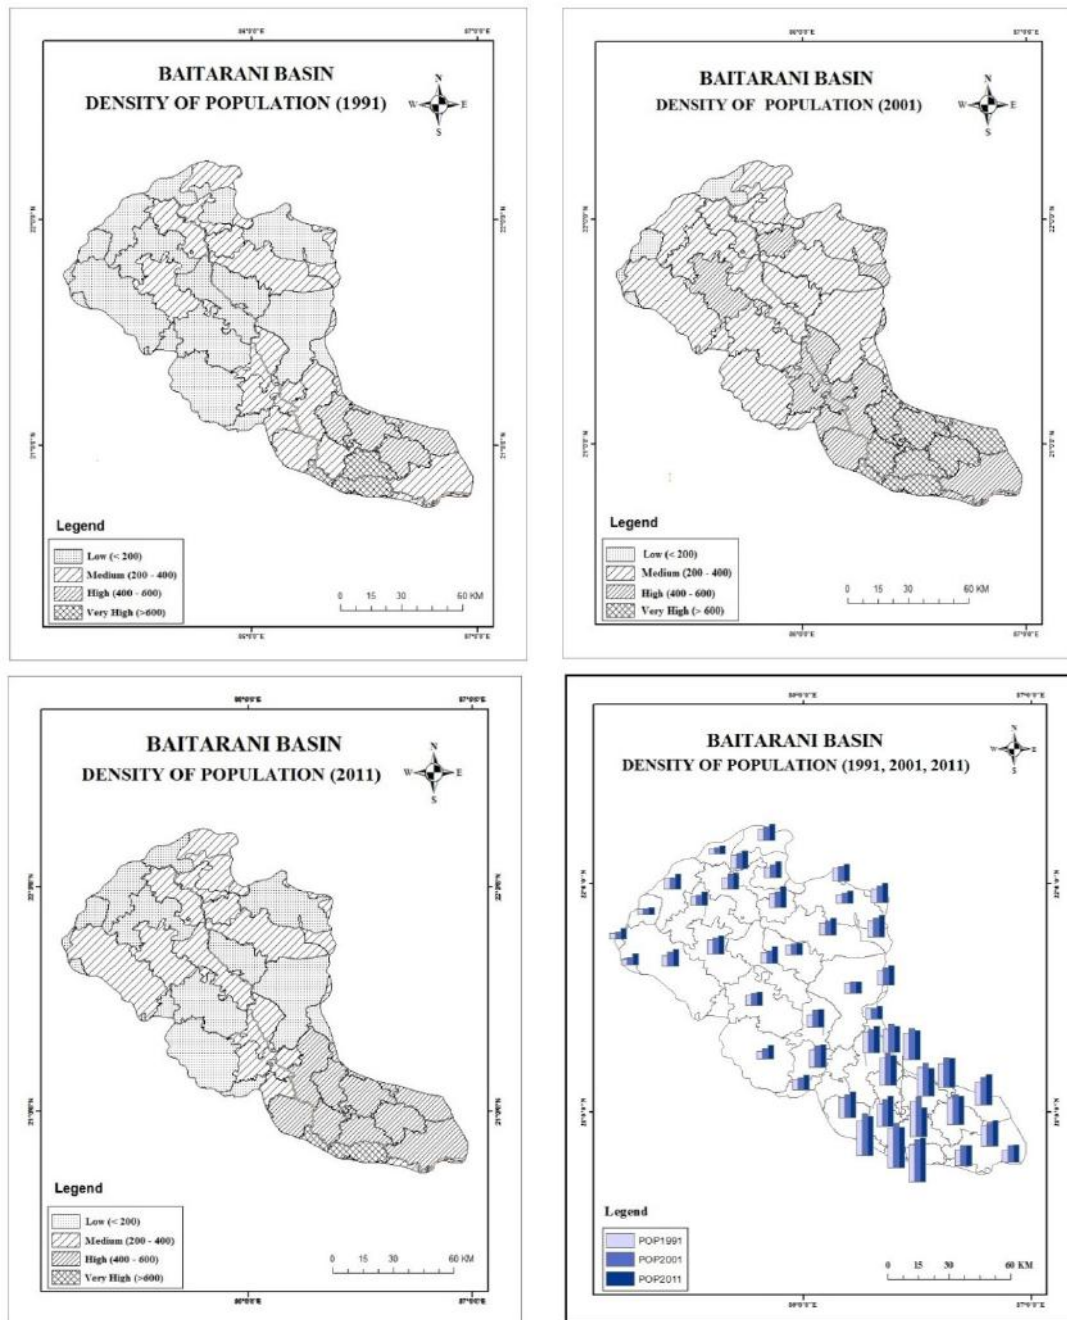 BAITARANI BASIN
DENSITY OF POPULATION (1991)
N
W
E
S
Legend
Low (< 200)
Medium (200 - 400)
High (400 - 600)
Very High (>600)
0 15 30 60 KM
BAITARANI BASIN
DENSITY OF POPULATION (2001)
N
W
E
S
Legend
Low (< 200)
Medium (200 - 400)
High (400 - 600)
Very High (> 600)
0 15 30 60 KM
BAITARANI BASIN
DENSITY OF POPULATION (2011)
N
W
E
S
Legend
Low (< 200)
Medium (200 - 400)
High (400 - 600)
Very High (>600)
0 15 30 60 KM
BAITARANI BASIN
DENSITY OF POPULATION (1991, 2001, 2011)
N
W
E
S
Legend
POP1991
POP2001
POP2011
0 15 30 60 KM